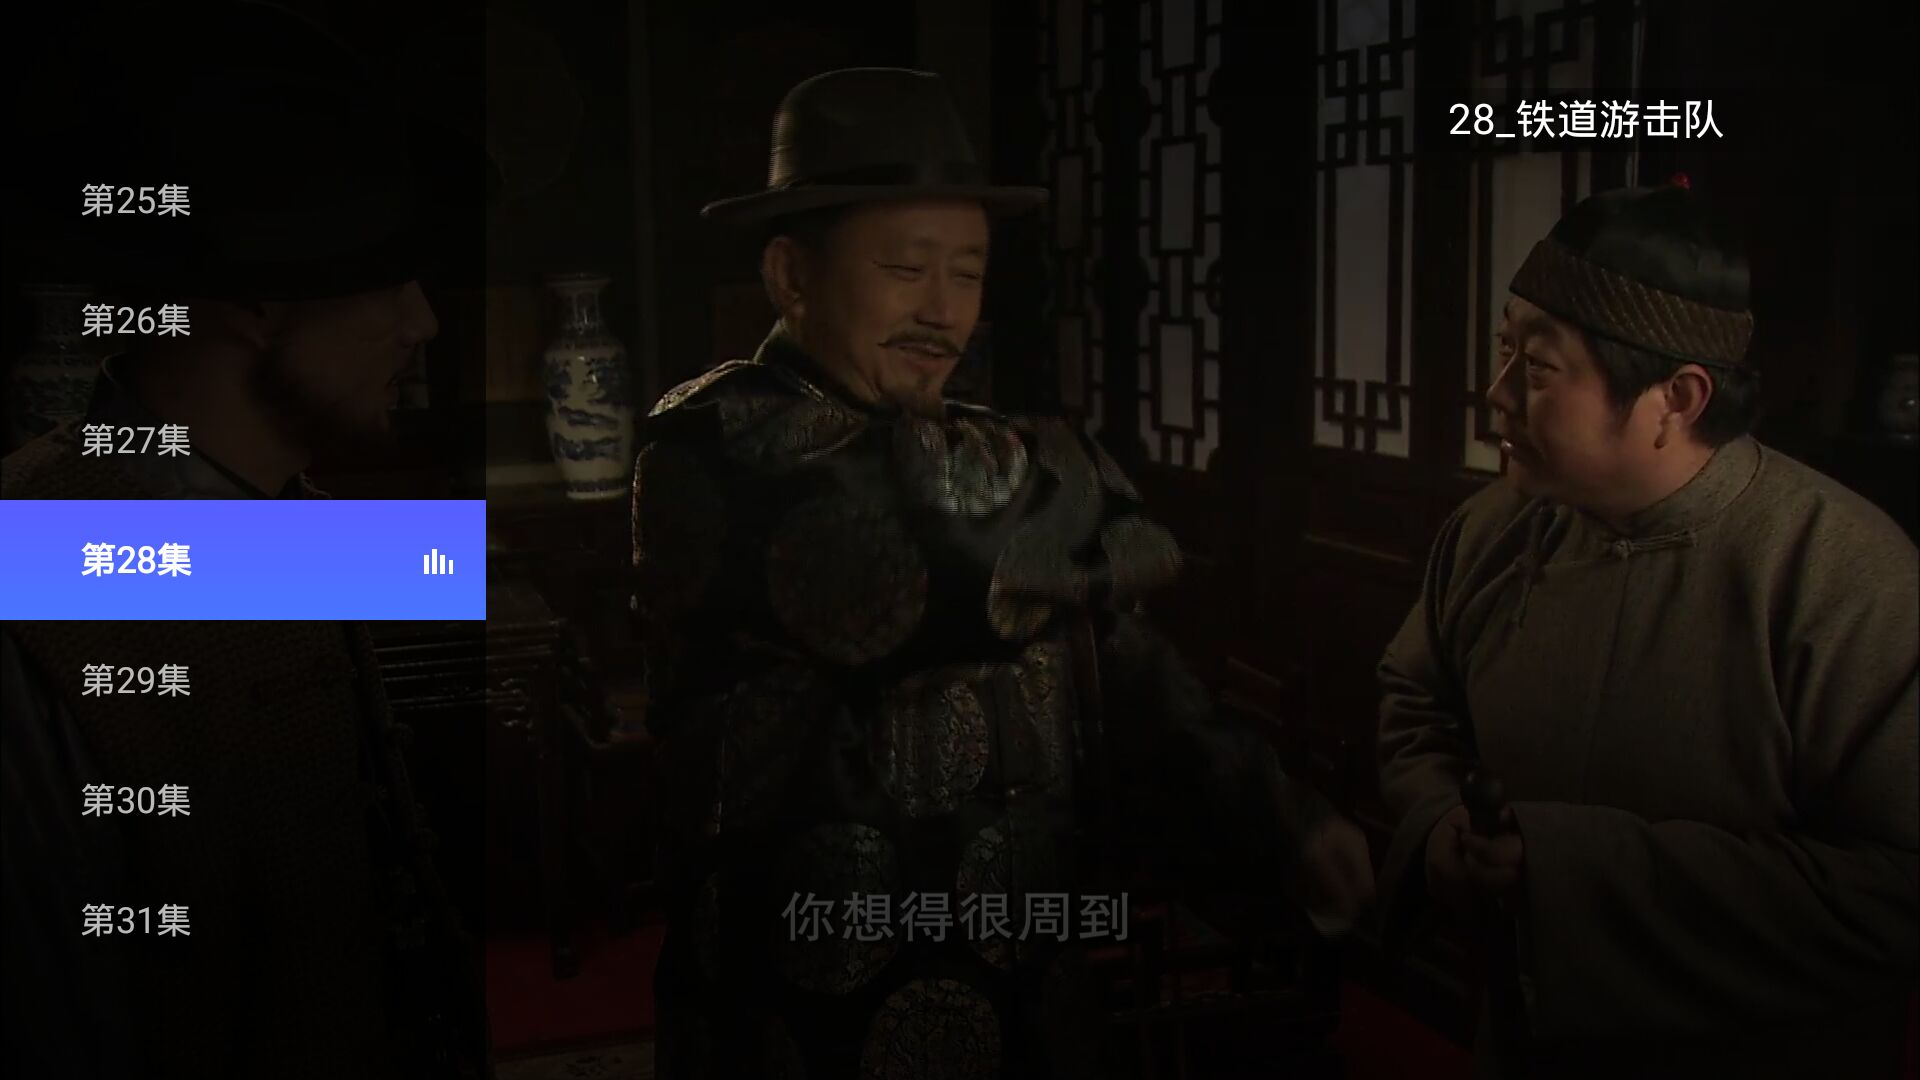 28_铁道游击队
第25集
第26集
第27集
第28集
第29集
第30集
第31集
你想得很周到